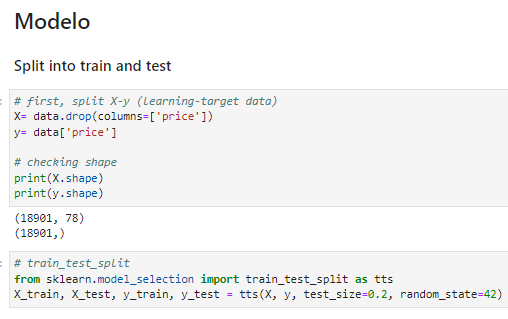 Modelo
Split into train and test
# first, split X-y (learning-target data)
X= data.drop(columns=['price'])
y= data['price']
# checking shape
print(X.shape)
print(y.shape)
(18901, 78)
(18901,)
# train_test_split
from sklearn.model_selection import train_test_split as tts
X_train, X_test, y_train, y_test = tts(X, y, test_size=0.2, random_state=42)